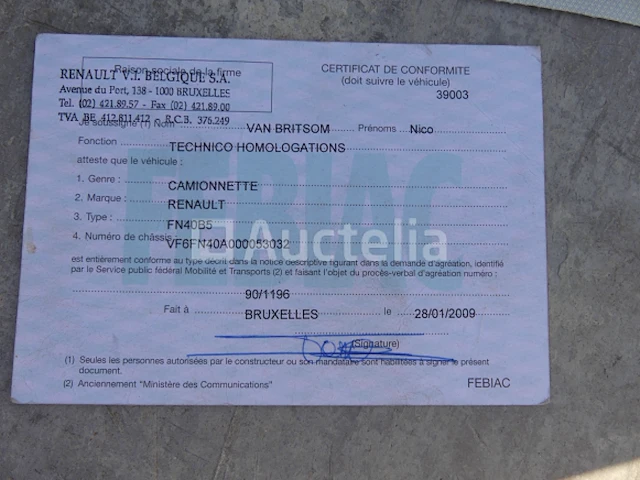 Raison sociale de la firme
RENAULT V.I. BELGIQUE S.A.
Avenue du Port, 138 - 1000 BRUXELLES
Tel. (02) 421.89.57 - Fax (02) 421.89.00
TVA BE 412.811.412 - R.C.B. 376.249
CERTIFICAT DE CONFORMITE
(doit suivre le véhicule)
39003
Je soussigné (1) Nom VAN BRITSOM Prénoms Nico
Fonction TECHNICO HOMOLOGATIONS
atteste que le véhicule :
1. Genre : CAMIONNETTE
2. Marque : RENAULT
3. Type : FN40B5
4. Numéro de châssis VF6FN40A000053032
Auctelia
est entièrement conforme au type décrit dans la notice descriptive figurant dans la demande d'agréation, identifié
par le Service public fédéral Mobilité et Transports (2) et faisant l'objet du procès-verbal d'agréation numéro :
90/1196
Fait à BRUXELLES le 28/01/2009
(Signature)
(1) Seules les personnes autorisées par le constructeur ou son mandataire sont habilitées à signer le présent
document.
(2) Anciennement "Ministère des Communications"
FEBIAC
FEBIAC